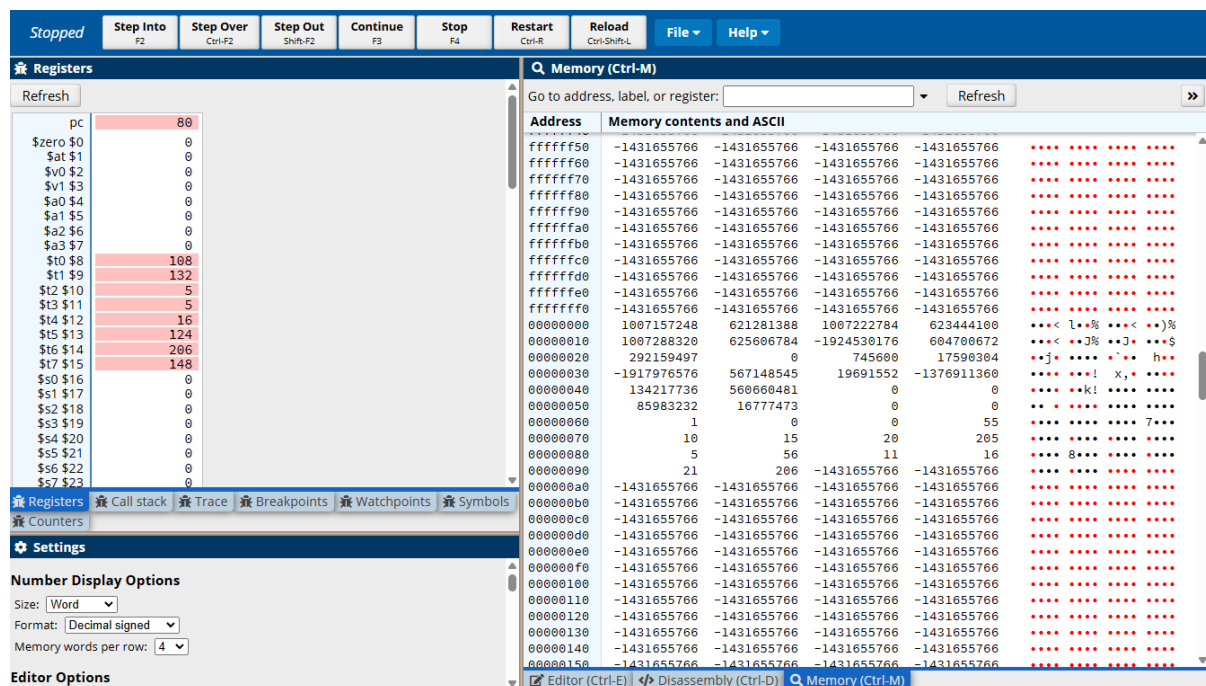 Stopped
Step Into
F2
Step Over
Ctrl-F2
Step Out
Shift-F2
Continue
F3
Stop
F4
Restart
Ctrl-R
Reload
Ctrl-Shift-L
File
Help
Registers
Refresh
pc 80
$zero $0 0
$at $1 0
$v0 $2 0
$v1 $3 0
$a0 $4 0
$a1 $5 0
$a2 $6 0
$a3 $7 0
$t0 $8 108
$t1 $9 132
$t2 $10 5
$t3 $11 5
$t4 $12 16
$t5 $13 124
$t6 $14 206
$t7 $15 148
$s0 $16 0
$s1 $17 0
$s2 $18 0
$s3 $19 0
$s4 $20 0
$s5 $21 0
$s6 $22 0
$s7 $23 0
Registers Call stack Trace Breakpoints Watchpoints Symbols
Counters
Settings
Number Display Options
Size: Word
Format: Decimal signed
Memory words per row: 4
Editor Options
Memory (Ctrl-M)
Go to address, label, or register: Refresh »
Address Memory contents and ASCII
ffffff50 -1431655766 -1431655766 -1431655766 -1431655766 •••• •••• •••• ••••
ffffff60 -1431655766 -1431655766 -1431655766 -1431655766 •••• •••• •••• ••••
ffffff70 -1431655766 -1431655766 -1431655766 -1431655766 •••• •••• •••• ••••
ffffff80 -1431655766 -1431655766 -1431655766 -1431655766 •••• •••• •••• ••••
ffffff90 -1431655766 -1431655766 -1431655766 -1431655766 •••• •••• •••• ••••
ffffffa0 -1431655766 -1431655766 -1431655766 -1431655766 •••• •••• •••• ••••
ffffffb0 -1431655766 -1431655766 -1431655766 -1431655766 •••• •••• •••• ••••
ffffffc0 -1431655766 -1431655766 -1431655766 -1431655766 •••• •••• •••• ••••
ffffffd0 -1431655766 -1431655766 -1431655766 -1431655766 •••• •••• •••• ••••
ffffffe0 -1431655766 -1431655766 -1431655766 -1431655766 •••• •••• •••• ••••
fffffff0 -1431655766 -1431655766 -1431655766 -1431655766 •••• •••• •••• ••••
00000000 1007157248 621281388 1007222784 623444100 •••< l••% •••< ••)%
00000010 1007288320 625606784 -1924530176 604700672 •••< ••J% ••J• •••$
00000020 292159497 0 745600 17590304 ••j• •••• •`•• h••
00000030 -1917976576 567148545 19691552 -1376911360 •••• •••! x,• ••••
00000040 134217736 560660481 0 0 •••• ••k! •••• ••••
00000050 85983232 16777473 0 0 •• • •••• •••• ••••
00000060 1 0 0 55 •••• •••• •••• 7•••
00000070 10 15 20 205 •••• •••• •••• ••••
00000080 5 56 11 16 •••• 8••• •••• ••••
00000090 21 206 -1431655766 -1431655766 •••• •••• •••• ••••
000000a0 -1431655766 -1431655766 -1431655766 -1431655766 •••• •••• •••• ••••
000000b0 -1431655766 -1431655766 -1431655766 -1431655766 •••• •••• •••• ••••
000000c0 -1431655766 -1431655766 -1431655766 -1431655766 •••• •••• •••• ••••
000000d0 -1431655766 -1431655766 -1431655766 -1431655766 •••• •••• •••• ••••
000000e0 -1431655766 -1431655766 -1431655766 -1431655766 •••• •••• •••• ••••
000000f0 -1431655766 -1431655766 -1431655766 -1431655766 •••• •••• •••• ••••
00000100 -1431655766 -1431655766 -1431655766 -1431655766 •••• •••• •••• ••••
00000110 -1431655766 -1431655766 -1431655766 -1431655766 •••• •••• •••• ••••
00000120 -1431655766 -1431655766 -1431655766 -1431655766 •••• •••• •••• ••••
00000130 -1431655766 -1431655766 -1431655766 -1431655766 •••• •••• •••• ••••
00000140 -1431655766 -1431655766 -1431655766 -1431655766 •••• •••• •••• ••••
00000150 -1431655766 -1431655766 -1431655766 -1431655766 •••• •••• •••• ••••
Editor (Ctrl-E) Disassembly (Ctrl-D) Memory (Ctrl-M)